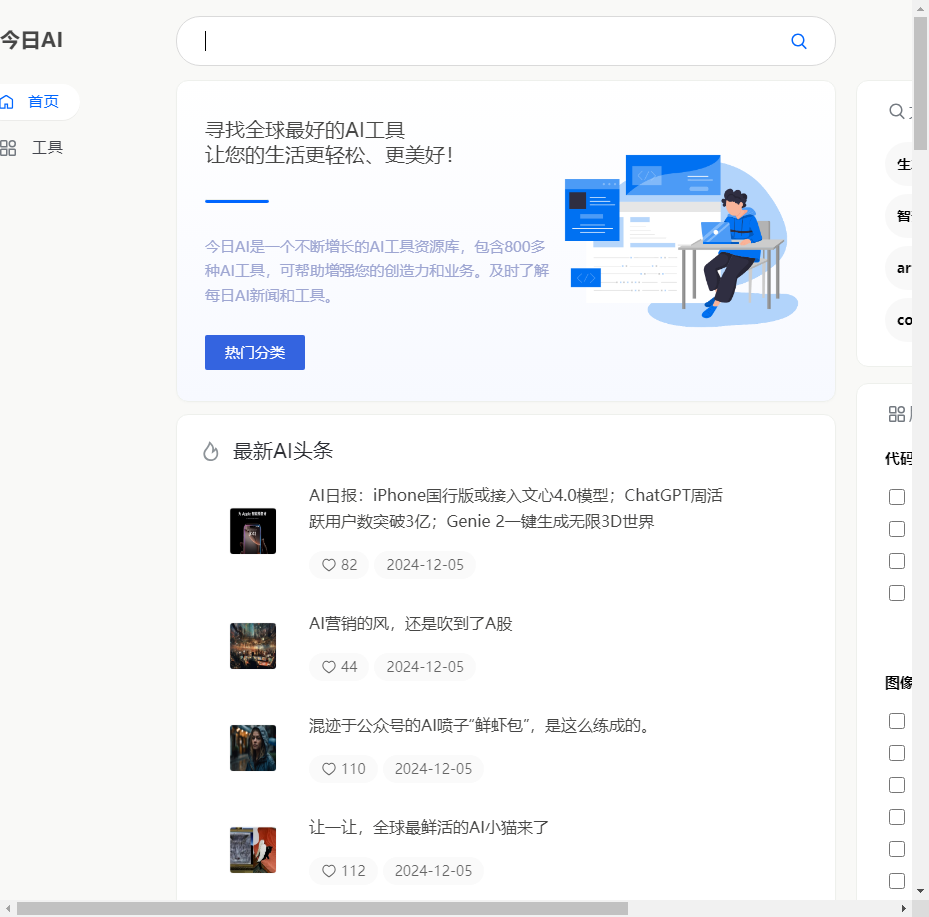 今日AI
首页
工具
寻找全球最好的AI工具
让您的生活更轻松、更美好！
今日AI是一个不断增长的AI工具资源库，包含800多
种AI工具，可帮助增强您的创造力和业务。及时了解
每日AI新闻和工具。
热门分类
最新AI头条
AI日报：iPhone国行版或接入文心4.0模型；ChatGPT周活
跃用户数突破3亿；Genie 2一键生成无限3D世界
82 2024-12-05
AI营销的风，还是吹到了A股
44 2024-12-05
混迹于公众号的AI喷子“鲜虾包”，是这么练成的。
110 2024-12-05
让一让，全球最鲜活的AI小猫来了
112 2024-12-05
生
智
ar
co
代码
图像